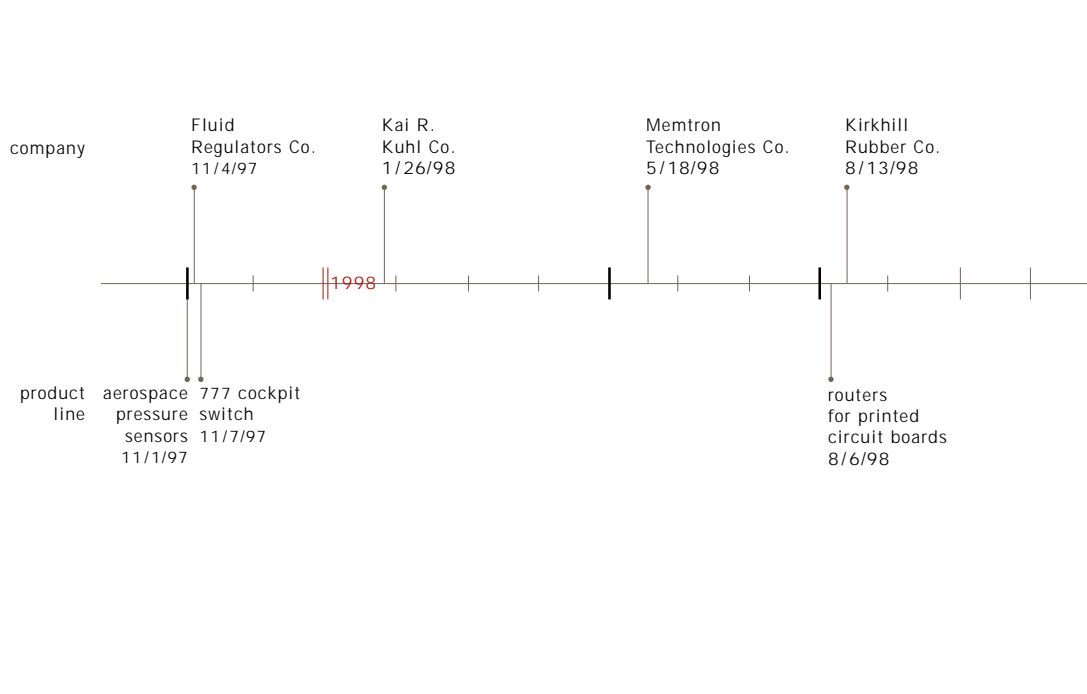 company
Fluid
Regulators Co.
11/4/97
Kai R.
Kuhl Co.
1/26/98
Memtron
Technologies Co.
5/18/98
Kirkhill
Rubber Co.
8/13/98
1998
product
line
aerospace
pressure
sensors
11/1/97
777 cockpit
switch
11/7/97
routers
for printed
circuit boards
8/6/98